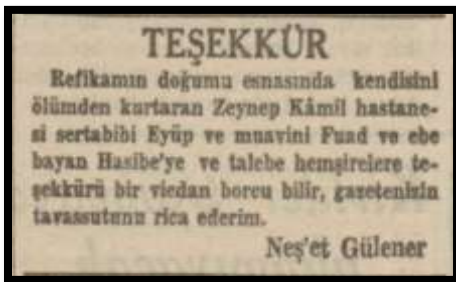 TEŞEKKÜR
Refikamın doğumu esnasında kendisini
ölümden kurtaran Zeynep Kâmil hastane-
si sertabibi Eyüp ve muavini Fuad ve ebe
bayan Hasibe'ye ve talebe hemşirelere te-
şekkürü bir vicdan borcu bilir, gazetenizin
tavassutunu rica ederim.
Neş'et Gülener